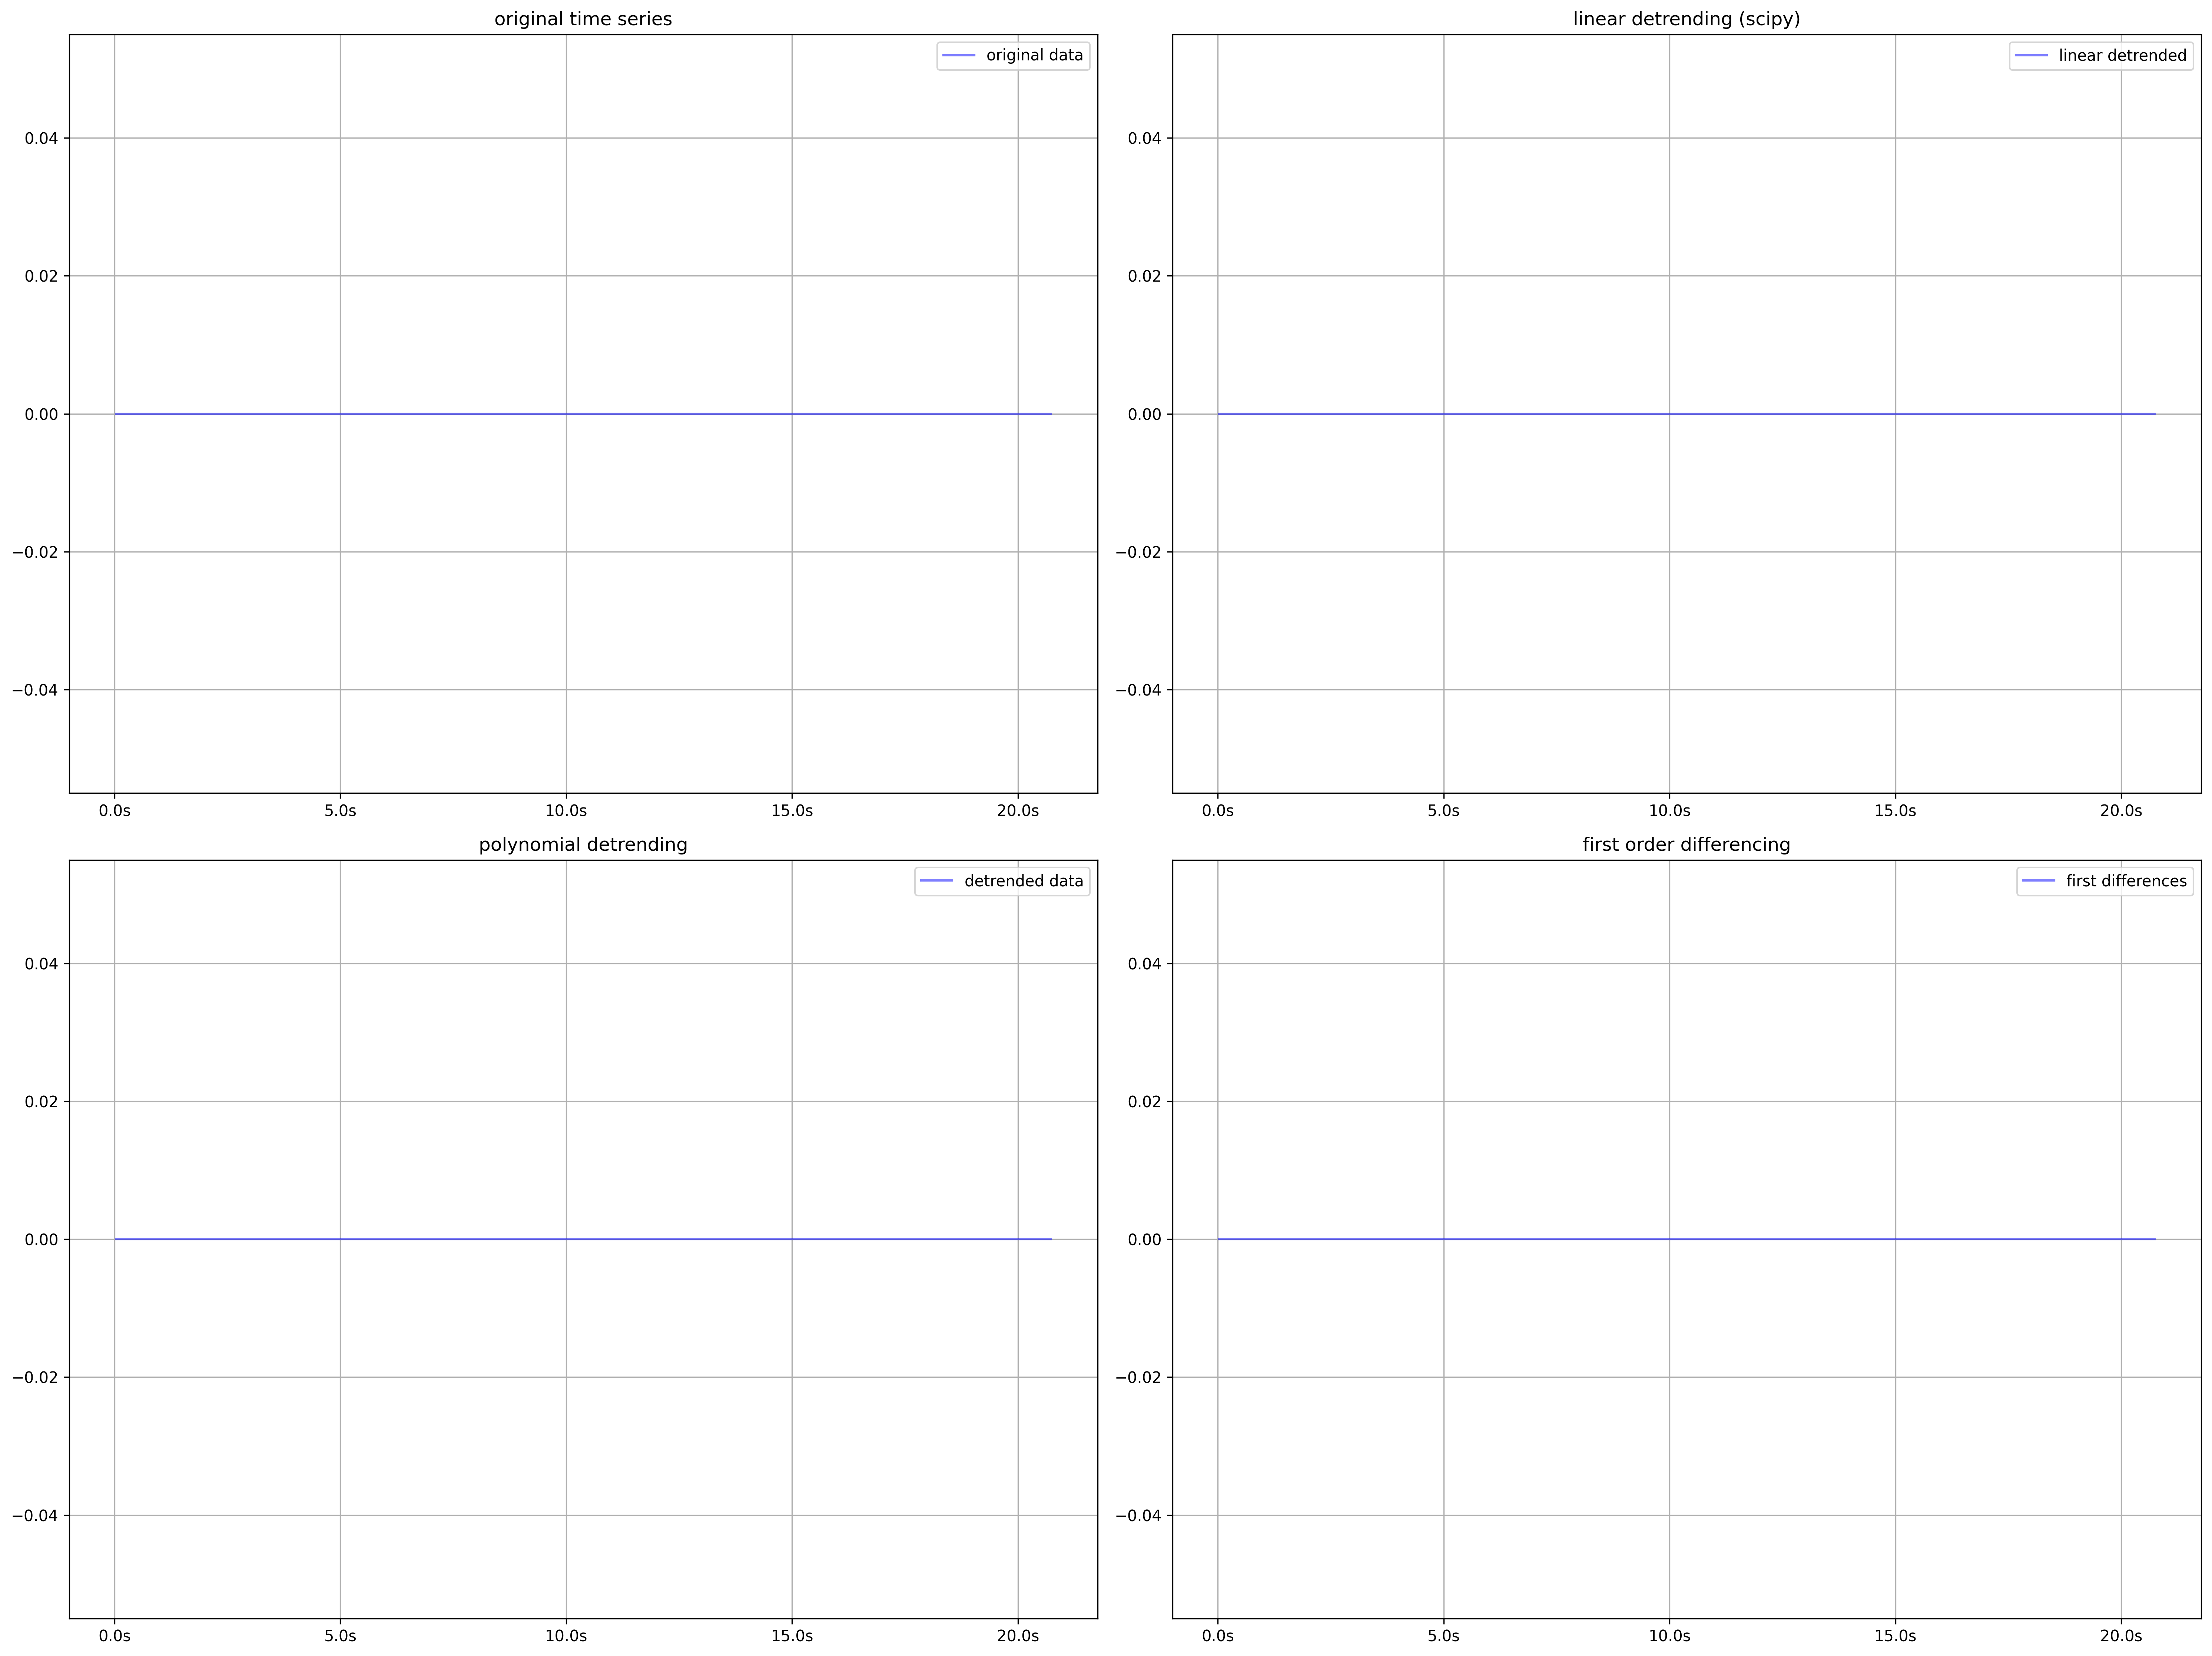 original time series
original data
0.04
0.02
0.00
−0.02
−0.04
0.0s 5.0s 10.0s 15.0s 20.0s
linear detrending (scipy)
linear detrended
0.04
0.02
0.00
−0.02
−0.04
0.0s 5.0s 10.0s 15.0s 20.0s
polynomial detrending
detrended data
0.04
0.02
0.00
−0.02
−0.04
0.0s 5.0s 10.0s 15.0s 20.0s
first order differencing
first differences
0.04
0.02
0.00
−0.02
−0.04
0.0s 5.0s 10.0s 15.0s 20.0s